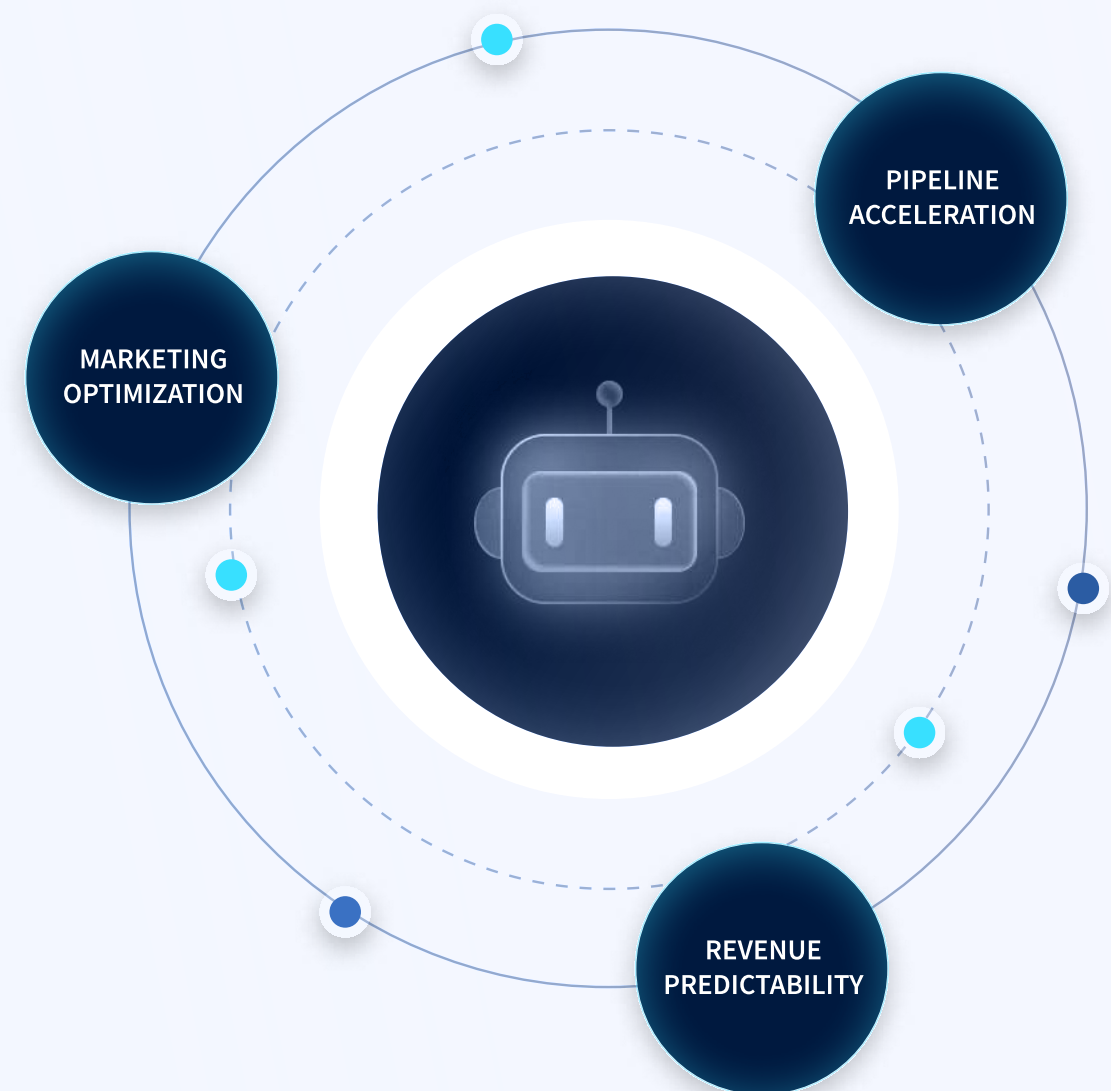 PIPELINE
ACCELERATION
MARKETING
OPTIMIZATION
REVENUE
PREDICTABILITY